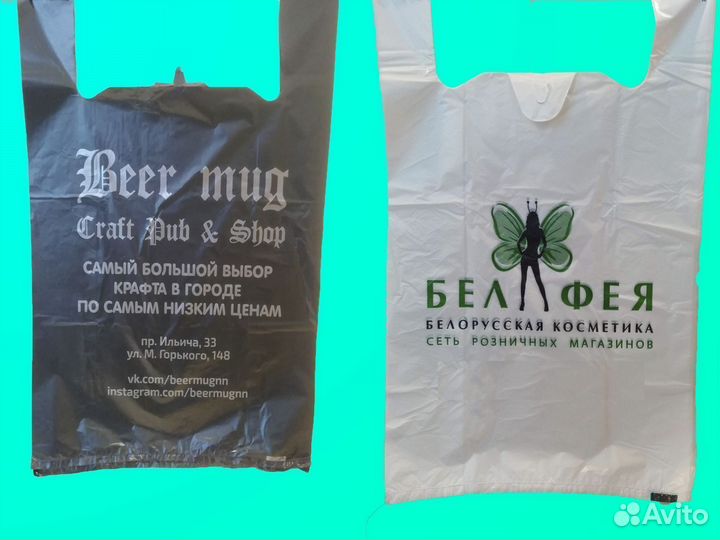 Beer mug
Craft Pub & Shop
САМЫЙ БОЛЬШОЙ ВЫБОР
КРАФТА В ГОРОДЕ
ПО САМЫМ НИЗКИМ ЦЕНАМ
пр. Ильича, 33
ул. М. Горького, 148
vk.com/beermugnn
instagram.com/beermugnn
БЕЛ ФЕЯ
БЕЛОРУССКАЯ КОСМЕТИКА
СЕТЬ РОЗНИЧНЫХ МАГАЗИНОВ
Avito